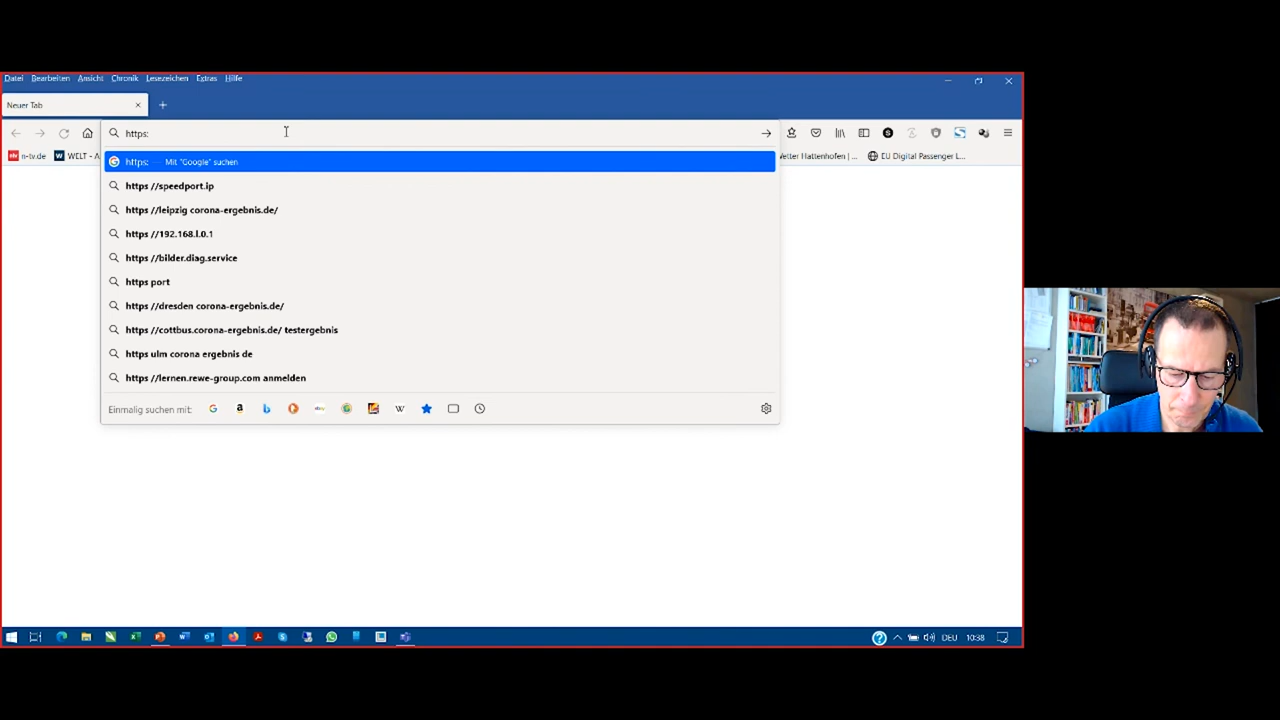 Datei Bearbeiten Ansicht Chronik Lesezeichen Extras Hilfe
Neuer Tab
https:
n-tv.de WELT - A
Wetter Hattenhofen | ... EU Digital Passenger L...
https: — Mit "Google" suchen
https //speedport.ip
https //leipzig corona-ergebnis.de/
https //192.168.l.0.1
https //bilder.diag.service
https port
https //dresden corona-ergebnis.de/
https //cottbus.corona-ergebnis.de/ testergebnis
https ulm corona ergebnis de
https //lernen.rewe-group.com anmelden
Einmalig suchen mit:
DEU 10:38